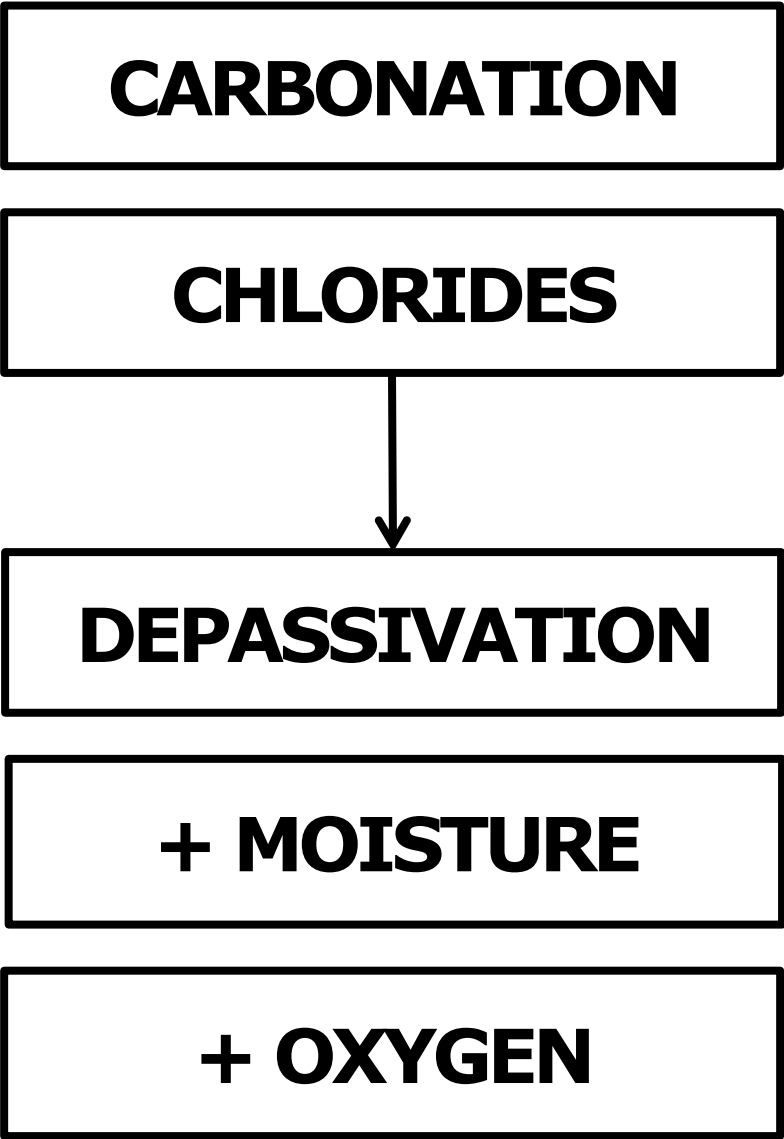 CARBONATION
CHLORIDES
DEPASSIVATION
+ MOISTURE
+ OXYGEN